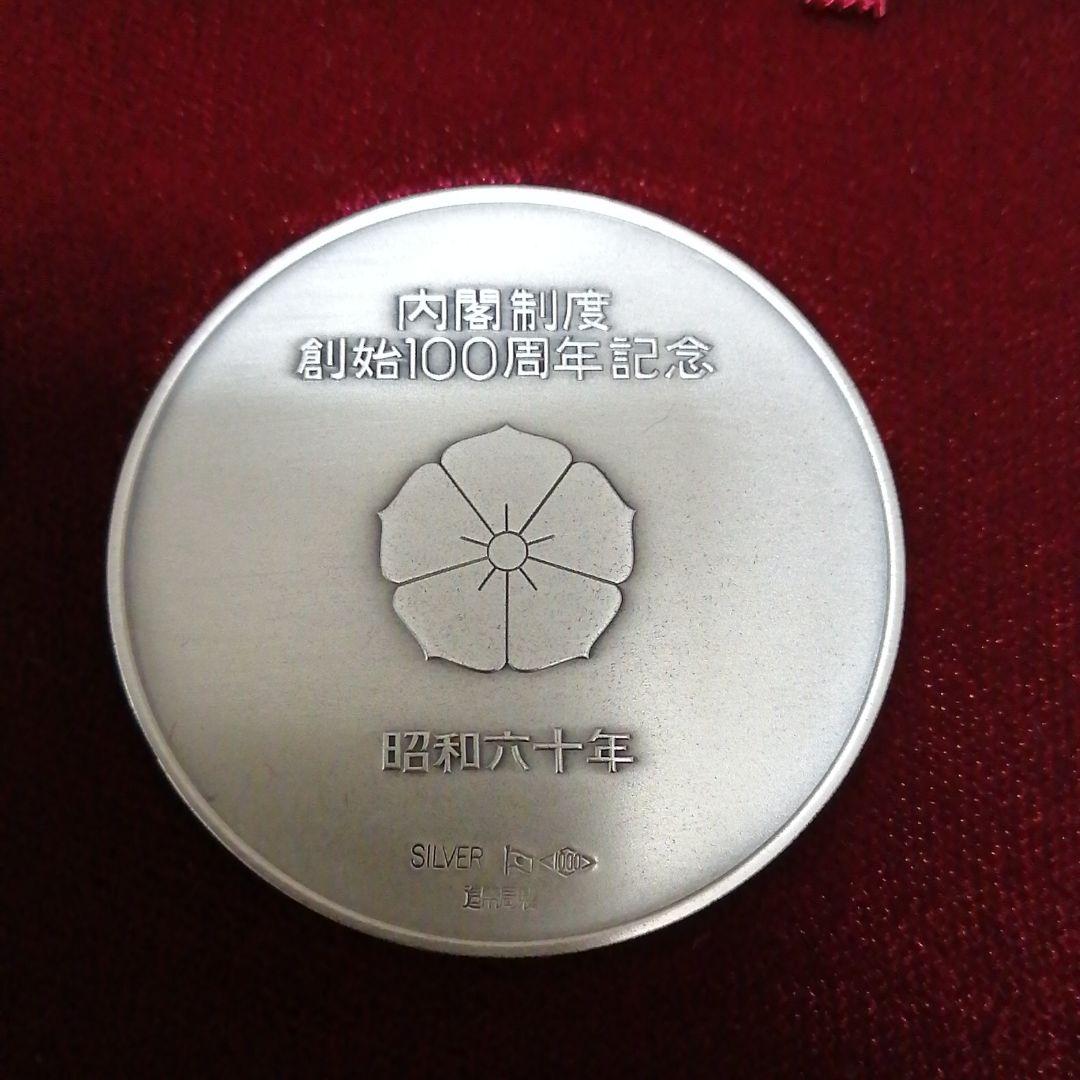 内閣制度
創始100周年記念
昭和六十年
SILVER 1000
造幣局製